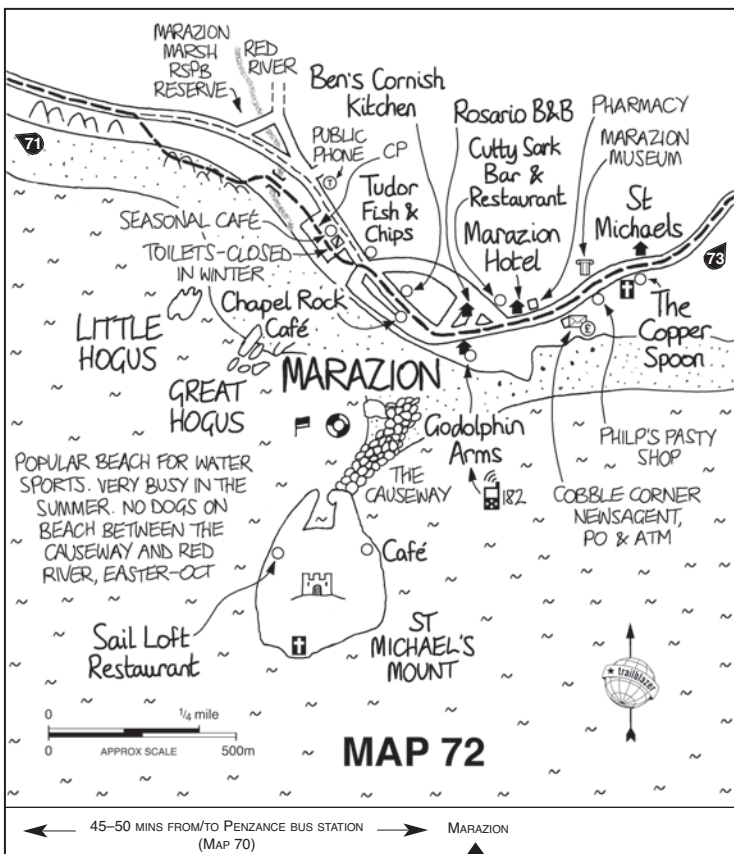 MARAZION
MARSH
RSPB
RESERVE
RED
RIVER
Ben's Cornish
Kitchen
Rosario B&B
PHARMACY
71
PUBLIC
PHONE
T
CP
Cutty Sark
Bar &
Restaurant
MARAZION
MUSEUM
Tudor
Fish &
Chips
St
Michaels
SEASONAL CAFÉ
Marazion
Hotel
73
TOILETS-CLOSED
IN WINTER
Chapel Rock
Café
The
Copper
Spoon
£
LITTLE
HOGUS
GREAT
HOGUS
MARAZION
Godolphin
Arms
PHILP'S PASTY
SHOP
THE
CAUSEWAY
182
COBBLE CORNER
NEWSAGENT,
PO & ATM
POPULAR BEACH FOR WATER
SPORTS. VERY BUSY IN THE
SUMMER. NO DOGS ON
BEACH BETWEEN THE
CAUSEWAY AND RED
RIVER, EASTER-OCT
Café
Sail Loft
Restaurant
ST
MICHAEL'S
MOUNT
★ trailblazer
0 1/4 mile
0 APPROX SCALE 500m
MAP 72
45–50 MINS FROM/TO PENZANCE BUS STATION
(MAP 70)
MARAZION